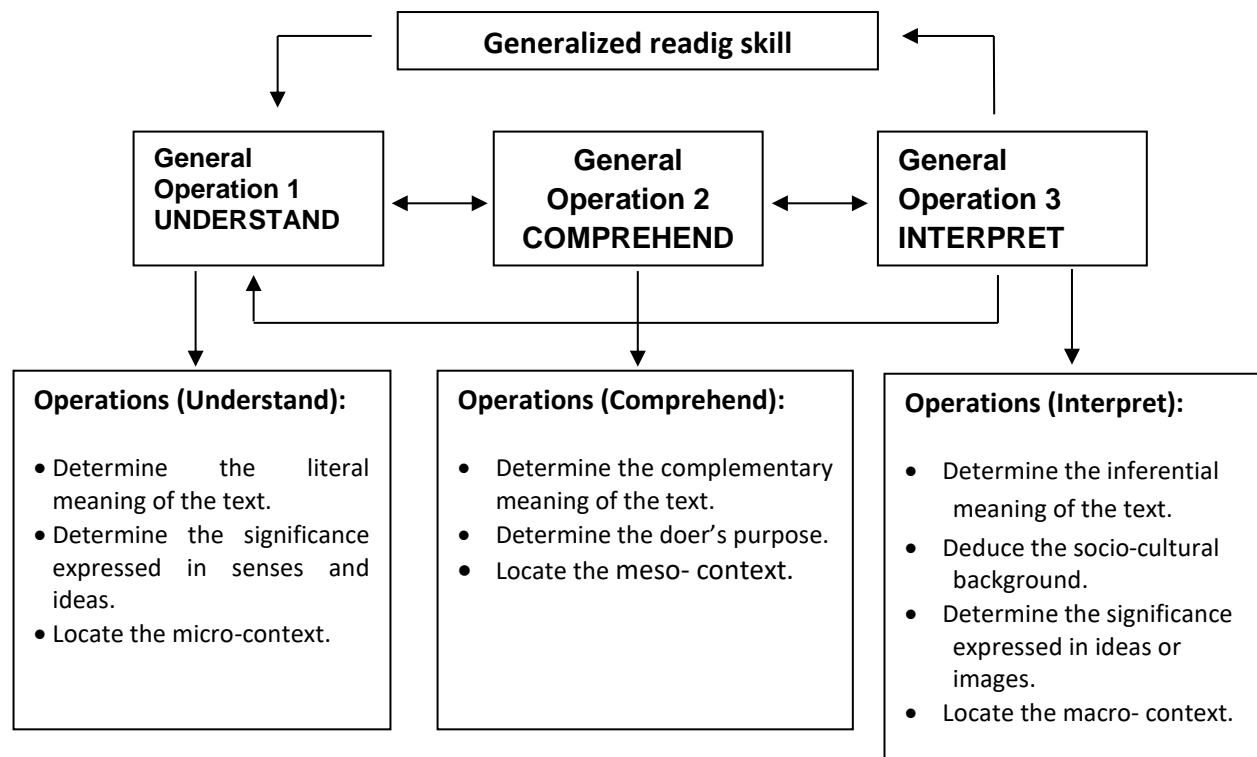 Generalized readig skill
General
Operation 1
UNDERSTAND
General
Operation 2
COMPREHEND
General
Operation 3
INTERPRET
Operations (Understand):
• Determine the literal
meaning of the text.
• Determine the significance
expressed in senses and
ideas.
• Locate the micro-context.
Operations (Comprehend):
• Determine the complementary
meaning of the text.
• Determine the doer’s purpose.
• Locate the meso- context.
Operations (Interpret):
• Determine the inferential
meaning of the text.
• Deduce the socio-cultural
background.
• Determine the significance
expressed in ideas or
images.
• Locate the macro- context.